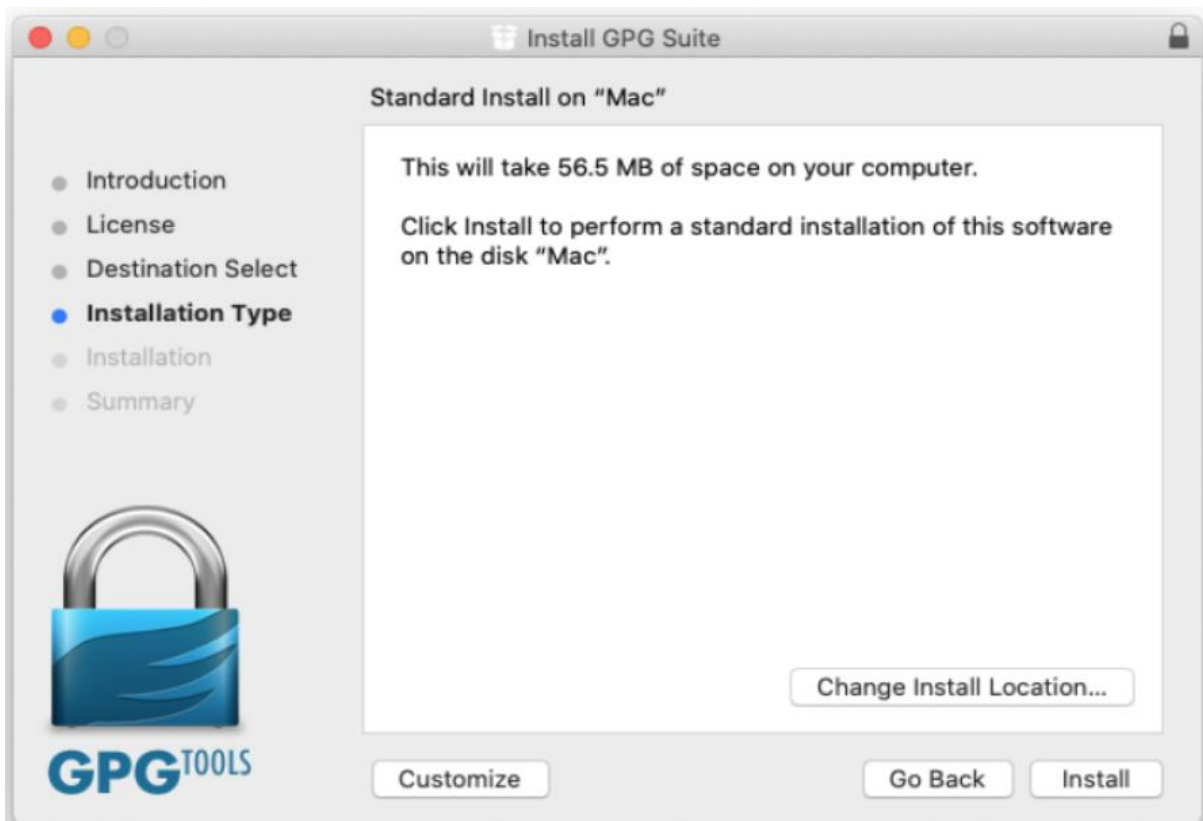 Install GPG Suite
Standard Install on “Mac”
Introduction
License
Destination Select
Installation Type
Installation
Summary
This will take 56.5 MB of space on your computer.
Click Install to perform a standard installation of this software
on the disk “Mac”.
Change Install Location...
GPGTOOLS
Customize
Go Back
Install